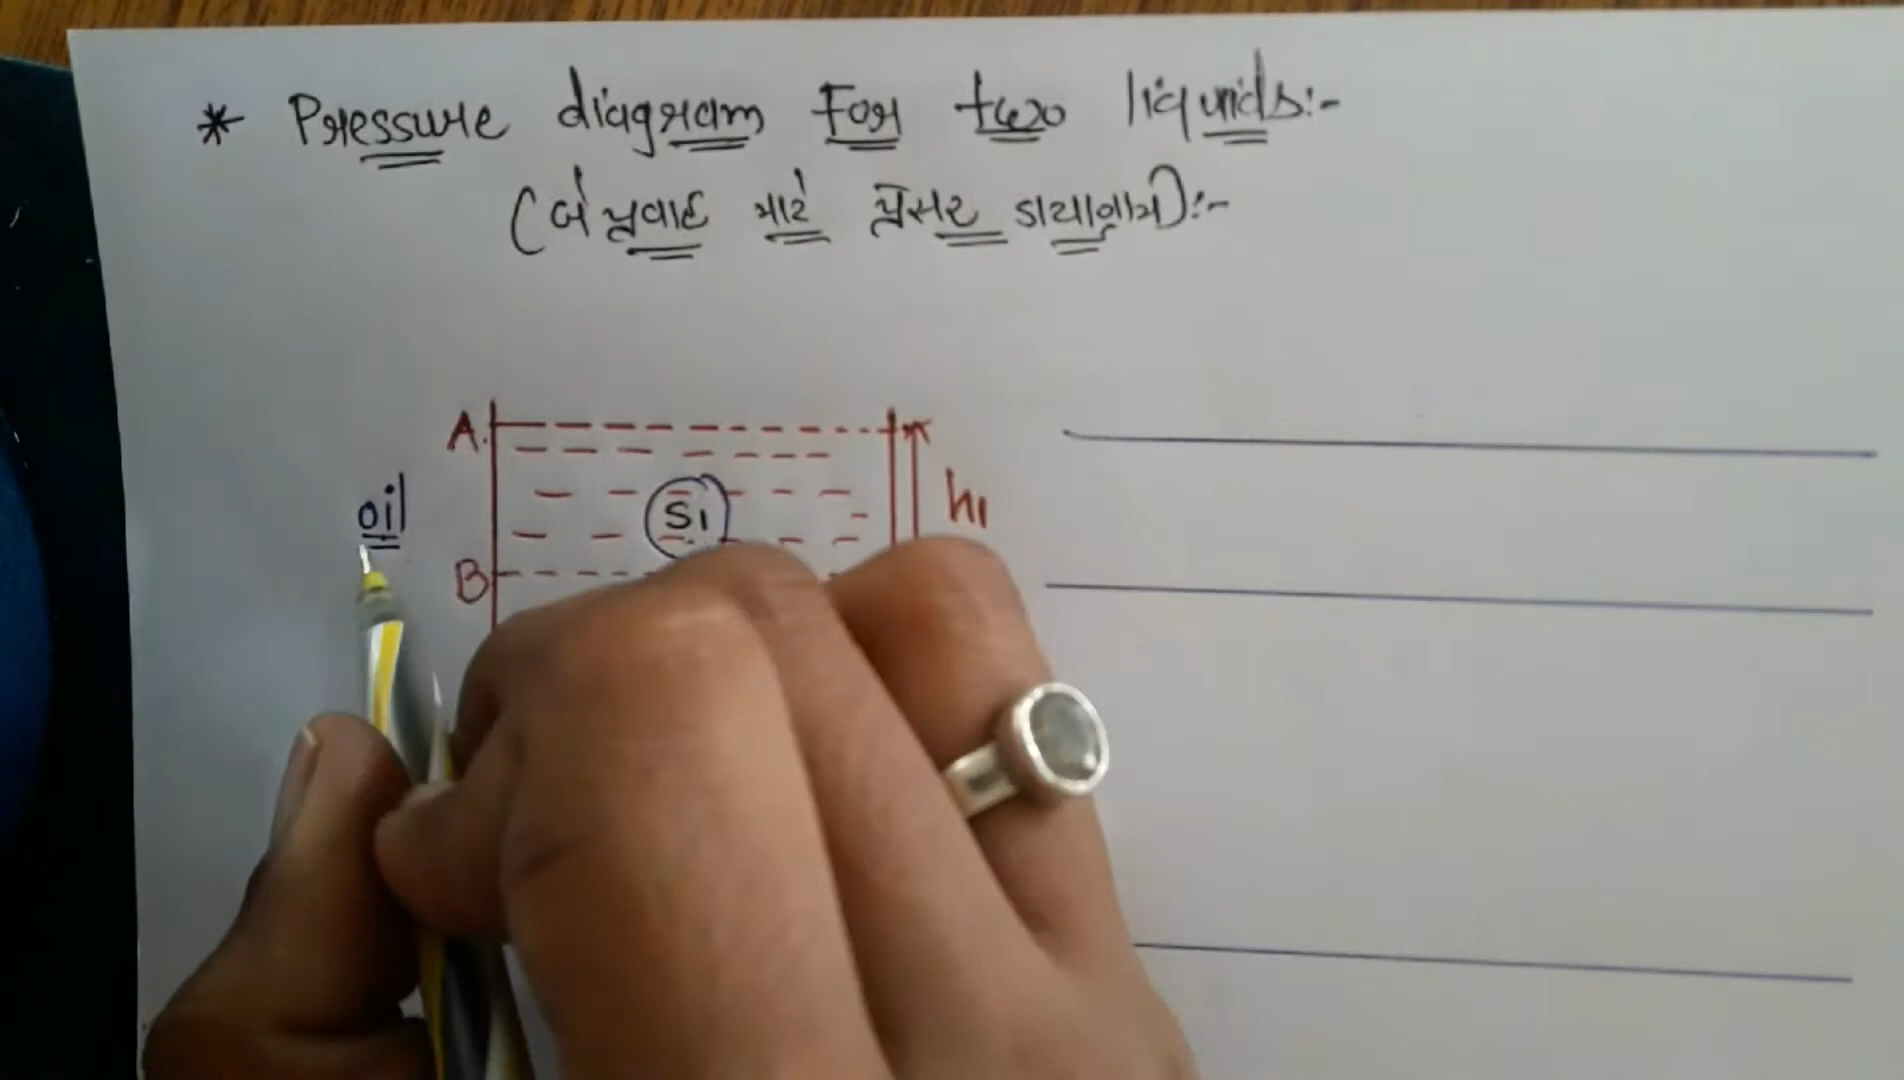 * Pressure diagram For two liquids:-
(બે પ્રવાહ માટે પ્રેસર ડાયાગ્રામ):-
A.
oil
S1
h1
B